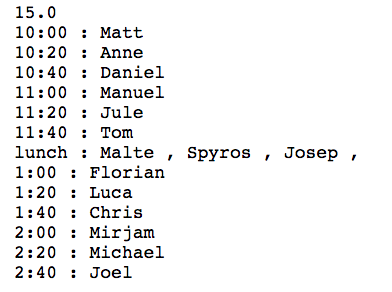 15.0
10:00 : Matt
10:20 : Anne
10:40 : Daniel
11:00 : Manuel
11:20 : Jule
11:40 : Tom
lunch : Malte , Spyros , Josep ,
1:00 : Florian
1:20 : Luca
1:40 : Chris
2:00 : Mirjam
2:20 : Michael
2:40 : Joel